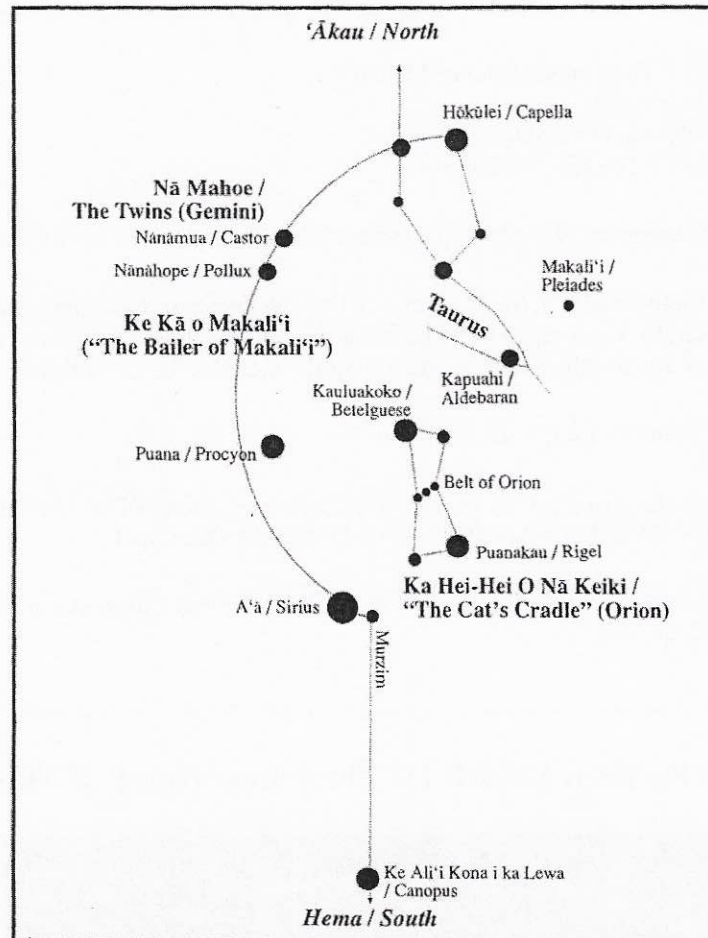 ‘Ākau / North
Hōkūlei / Capella
Nā Mahoe /
The Twins (Gemini)
Nānāmua / Castor
Nānāhope / Pollux
Makali‘i /
Pleiades
Taurus
Ke Kā o Makali‘i
(“The Bailer of Makali‘i”)
Kapuahi /
Aldebaran
Kauluakoko /
Betelguese
Puana / Procyon
Belt of Orion
Puanakau / Rigel
Ka Hei-Hei O Nā Keiki /
“The Cat’s Cradle” (Orion)
A‘ā / Sirius
Murzim
Ke Ali‘i Kona i ka Lewa
/ Canopus
Hema / South